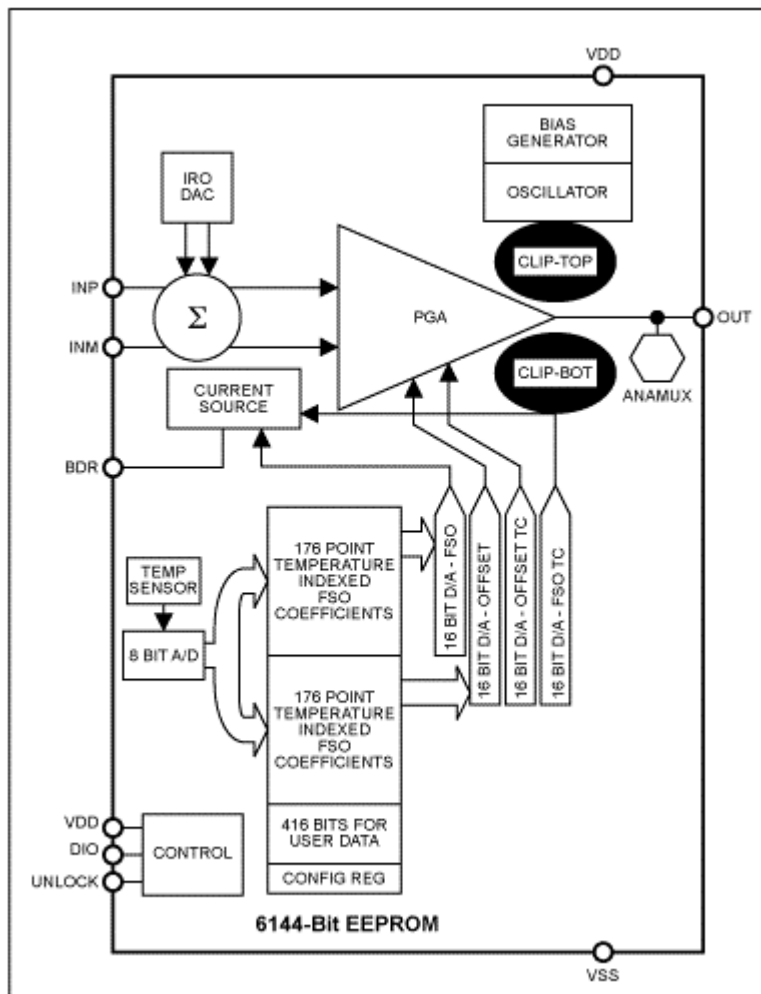 VDD
BIAS
GENERATOR
OSCILLATOR
IRO
DAC
CLIP-TOP
INP
Σ
PGA
OUT
INM
CLIP-BOT
ANAMUX
CURRENT
SOURCE
BDR
176 POINT
TEMPERATURE
INDEXED
FSO
COEFFICIENTS
16 BIT D/A - FSO
16 BIT D/A - OFFSET
16 BIT D/A - OFFSET TC
16 BIT D/A - FSO TC
TEMP
SENSOR
8 BIT A/D
176 POINT
TEMPERATURE
INDEXED
FSO
COEFFICIENTS
416 BITS FOR
USER DATA
CONFIG REG
VDD
DIO
UNLOCK
CONTROL
6144-Bit EEPROM
VSS